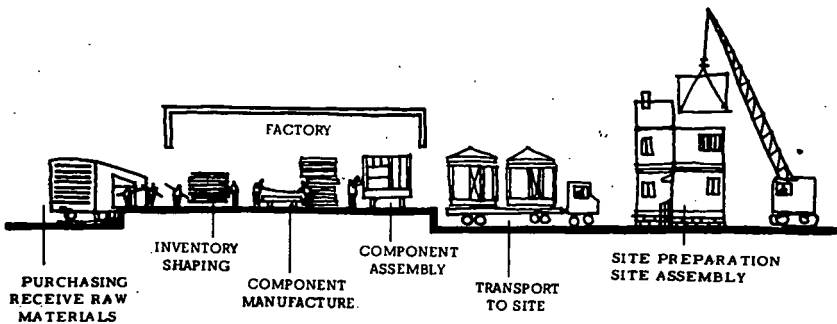 FACTORY
PURCHASING
RECEIVE RAW
MATERIALS
INVENTORY
SHAPING
COMPONENT
MANUFACTURE.
COMPONENT
ASSEMBLY
TRANSPORT
TO SITE
SITE PREPARATION
SITE ASSEMBLY